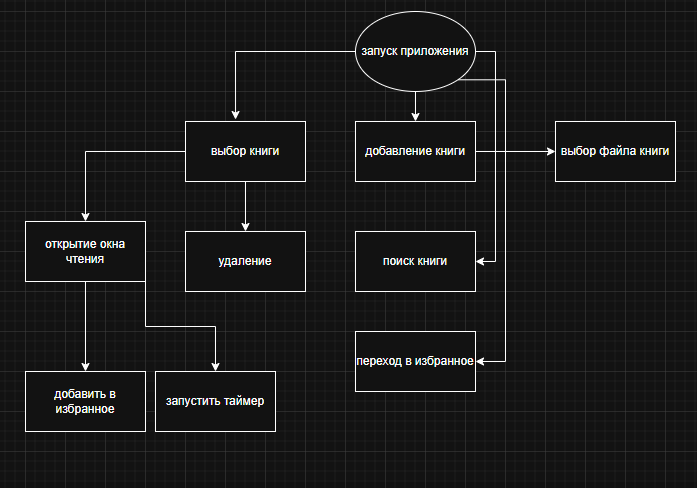 запуск приложения
выбор книги
добавление книги
выбор файла книги
открытие окна
чтения
удаление
поиск книги
переход в избранное
добавить в
избранное
запустить таймер